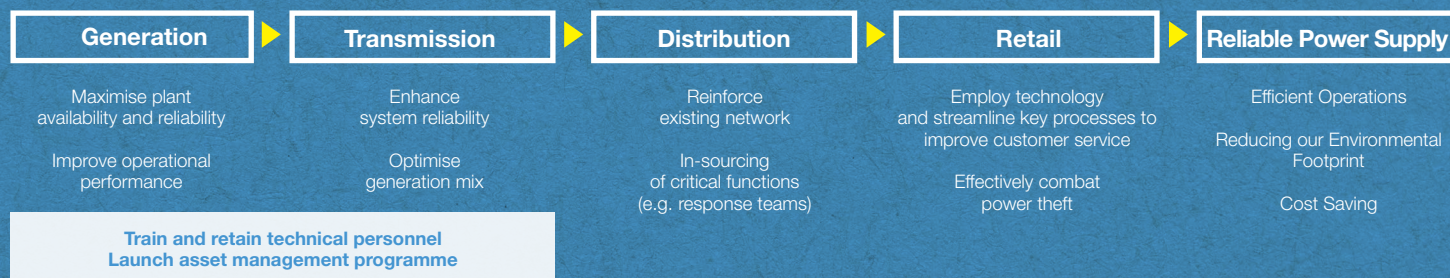 Generation
Maximise plant
availability and reliability
Improve operational
performance
Transmission
Enhance
system reliability
Optimise
generation mix
Train and retain technical personnel
Launch asset management programme
Distribution
Reinforce
existing network
In-sourcing
of critical functions
(e.g. response teams)
Retail
Employ technology
and streamline key processes to
improve customer service
Effectively combat
power theft
Reliable Power Supply
Efficient Operations
Reducing our Environmental
Footprint
Cost Saving